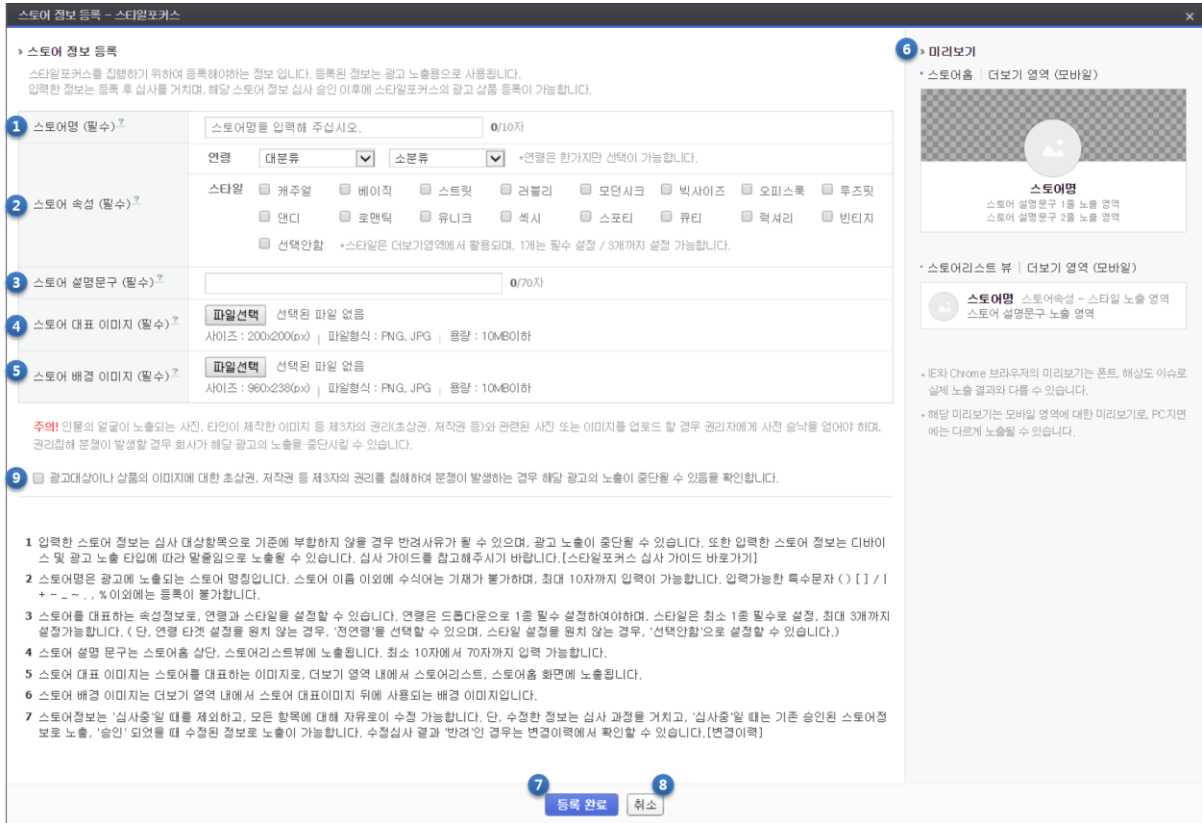 스토어 정보 등록 - 스타일포커스
×
› 스토어 정보 등록
스타일포커스를 집행하기 위하여 등록해야하는 정보 입니다. 등록된 정보는 광고 노출용으로 사용됩니다.
입력한 정보는 등록 후 심사를 거치며, 해당 스토어 정보 심사 승인 이후에 스타일포커스의 광고 상품 등록이 가능합니다.
1 스토어명 (필수) ? 스토어명을 입력해 주십시오. 0/10자
2 스토어 속성 (필수) ?
연령 대분류 소분류 *연령은 한가지만 선택이 가능합니다.
스타일 캐주얼 베이직 스트릿 러블리 모던시크 빅사이즈 오피스룩 루즈핏
댄디 로맨틱 유니크 섹시 스포티 큐티 럭셔리 빈티지
선택안함 *스타일은 더보기영역에서 활용되며, 1개는 필수 설정 / 3개까지 설정 가능합니다.
3 스토어 설명문구 (필수) ? 0/70자
4 스토어 대표 이미지 (필수) ? 파일선택 선택된 파일 없음
사이즈 : 200x200(px) | 파일형식 : PNG, JPG | 용량 : 10MB이하
5 스토어 배경 이미지 (필수) ? 파일선택 선택된 파일 없음
사이즈 : 960x238(px) | 파일형식 : PNG, JPG | 용량 : 10MB이하
주의! 인물의 얼굴이 노출되는 사진, 타인이 제작한 이미지 등 제3자의 권리(초상권, 저작권 등)와 관련된 사진 또는 이미지를 업로드 할 경우 권리자에게 사전 승낙을 얻어야 하며,
권리침해 분쟁이 발생할 경우 회사가 해당 광고의 노출을 중단시킬 수 있습니다.
9 광고대상이나 상품의 이미지에 대한 초상권, 저작권 등 제3자의 권리를 침해하여 분쟁이 발생하는 경우 해당 광고의 노출이 중단될 수 있음을 확인합니다.
1 입력한 스토어 정보는 심사 대상항목으로 기준에 부합하지 않을 경우 반려사유가 될 수 있으며, 광고 노출이 중단될 수 있습니다. 또한 입력한 스토어 정보는 디바이
스 및 광고 노출 타입에 따라 말줄임으로 노출될 수 있습니다. 심사 가이드를 참고해주시기 바랍니다.[스타일포커스 심사 가이드 바로가기]
2 스토어명은 광고에 노출되는 스토어 명칭입니다. 스토어 이름 이외에 수식어는 기재가 불가하며, 최대 10자까지 입력이 가능합니다. 입력가능한 특수문자 ( ) [ ] / |
+ - _ ~ . , % 이외에는 등록이 불가합니다.
3 스토어를 대표하는 속성정보로, 연령과 스타일을 설정할 수 있습니다. 연령은 드롭다운으로 1종 필수 설정하여야하며, 스타일은 최소 1종 필수로 설정, 최대 3개까지
설정가능합니다. ( 단, 연령 타겟 설정을 원치 않는 경우, '전연령'을 선택할 수 있으며, 스타일 설정을 원치 않는 경우, '선택안함'으로 설정할 수 있습니다.)
4 스토어 설명 문구는 스토어홈 상단, 스토어리스트뷰에 노출됩니다. 최소 10자에서 70자까지 입력 가능합니다.
5 스토어 대표 이미지는 스토어를 대표하는 이미지로, 더보기 영역 내에서 스토어리스트, 스토어홈 화면에 노출됩니다.
6 스토어 배경 이미지는 더보기 영역 내에서 스토어 대표이미지 뒤에 사용되는 배경 이미지입니다.
7 스토어정보는 '심사중'일 때를 제외하고, 모든 항목에 대해 자유로이 수정 가능합니다. 단, 수정한 정보는 심사 과정을 거치고, '심사중'일 때는 기존 승인된 스토어정
보로 노출, '승인' 되었을 때 수정된 정보로 노출이 가능합니다. 수정심사 결과 '반려'인 경우는 변경이력에서 확인할 수 있습니다.[변경이력]
7 등록 완료
8 취소
6 › 미리보기
• 스토어홈 | 더보기 영역 (모바일)
스토어명
스토어 설명문구 1줄 노출 영역
스토어 설명문구 2줄 노출 영역
• 스토어리스트 뷰 | 더보기 영역 (모바일)
스토어명 스토어속성 - 스타일 노출 영역
스토어 설명문구 노출 영역
* IE와 Chrome 브라우저의 미리보기는 폰트, 해상도 이슈로
실제 노출 결과와 다를 수 있습니다.
* 해당 미리보기는 모바일 영역에 대한 미리보기로, PC지면
에는 다르게 노출될 수 있습니다.